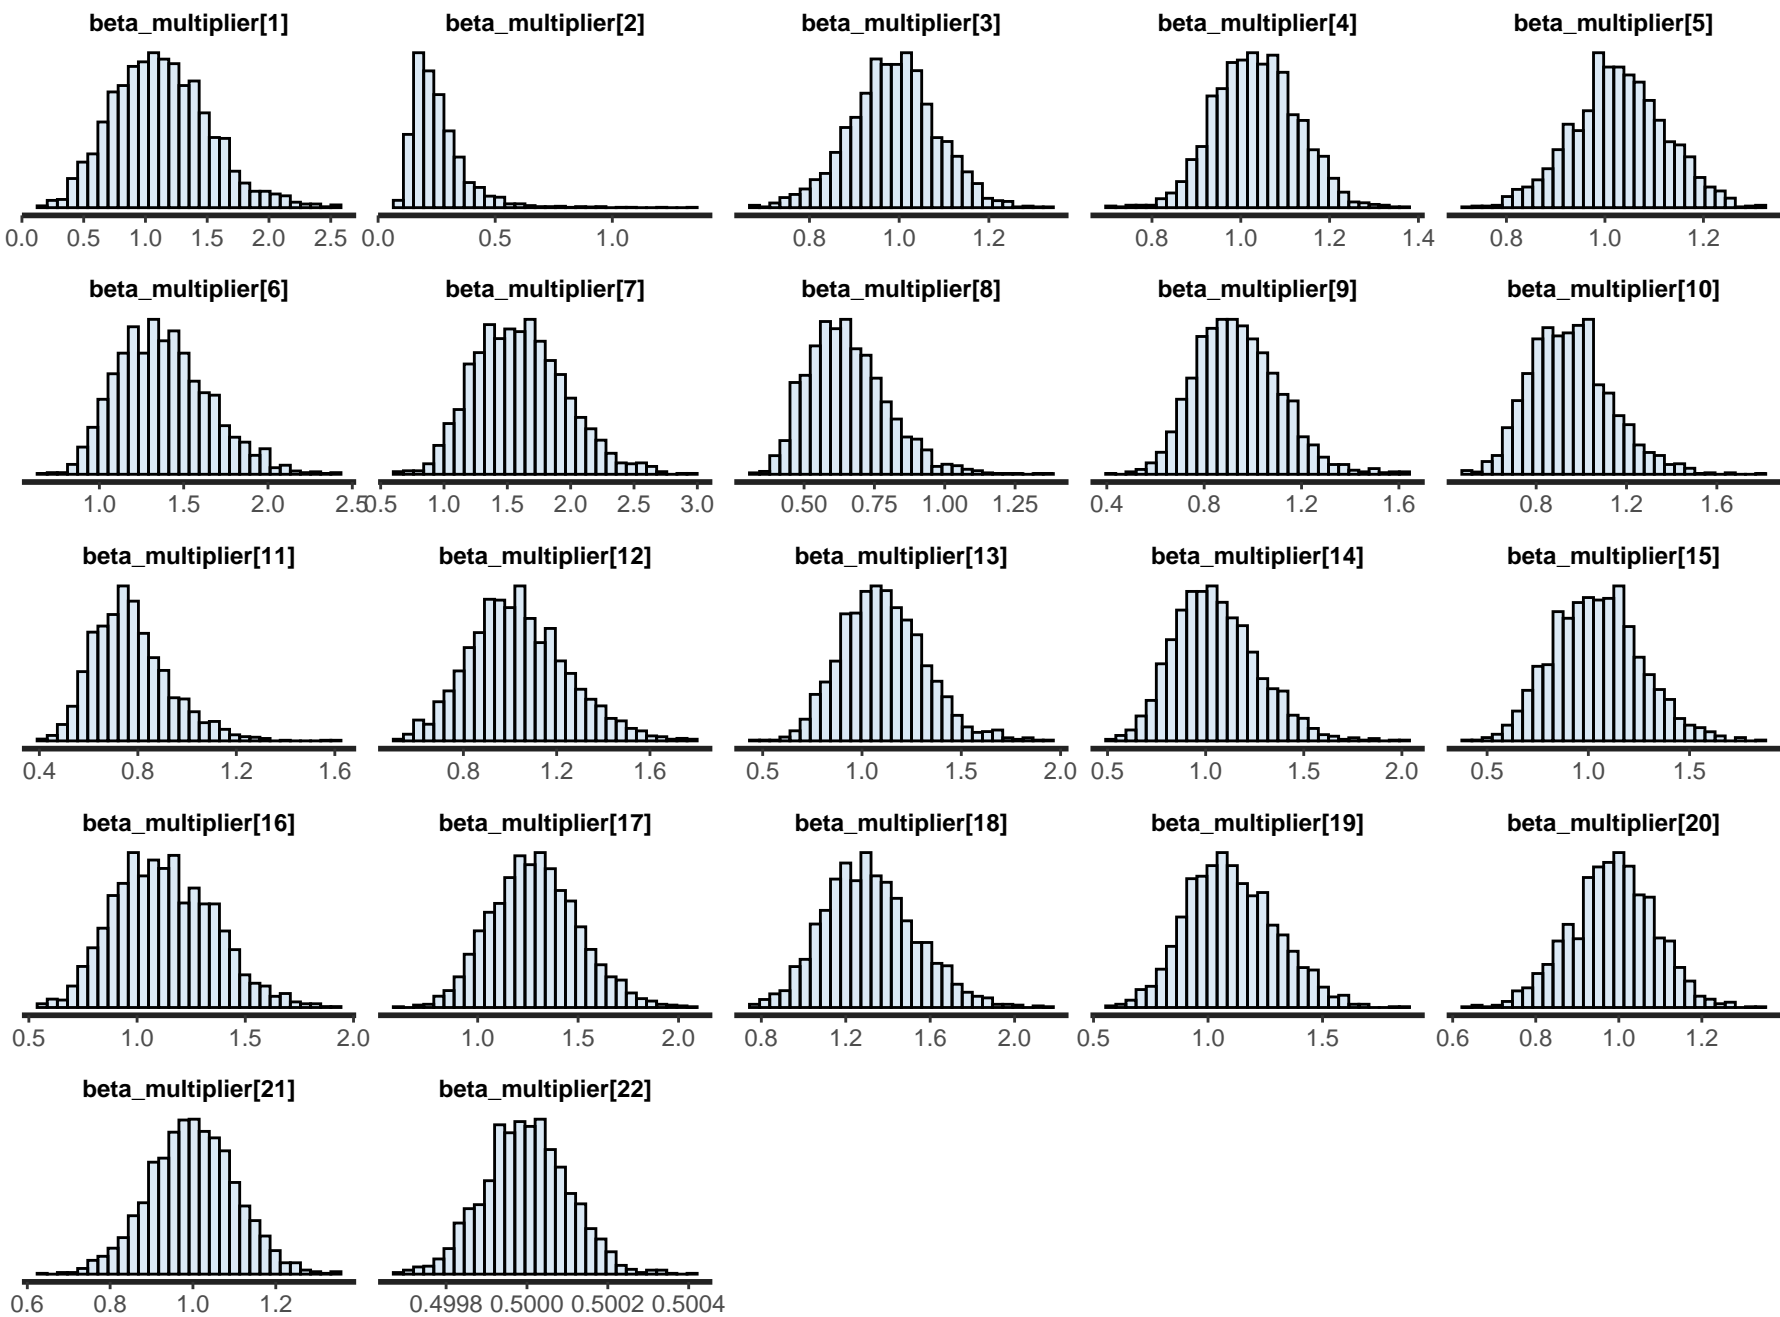 beta_multiplier[1] beta_multiplier[2] beta_multiplier[3] beta_multiplier[4] beta_multiplier[5]
0.0 0.5 1.0 1.5 2.0 2.5 0.0 0.5 1.0 0.8 1.0 1.2 0.8 1.0 1.2 1.4 0.8 1.0 1.2
beta_multiplier[6] beta_multiplier[7] beta_multiplier[8] beta_multiplier[9] beta_multiplier[10]
1.0 1.5 2.0 2.5 0.5 1.0 1.5 2.0 2.5 3.0 0.50 0.75 1.00 1.25 0.4 0.8 1.2 1.6 0.8 1.2 1.6
beta_multiplier[11] beta_multiplier[12] beta_multiplier[13] beta_multiplier[14] beta_multiplier[15]
0.4 0.8 1.2 1.6 0.8 1.2 1.6 0.5 1.0 1.5 2.0 0.5 1.0 1.5 2.0 0.5 1.0 1.5
beta_multiplier[16] beta_multiplier[17] beta_multiplier[18] beta_multiplier[19] beta_multiplier[20]
0.5 1.0 1.5 2.0 1.0 1.5 2.0 0.8 1.2 1.6 2.0 0.5 1.0 1.5 0.6 0.8 1.0 1.2
beta_multiplier[21] beta_multiplier[22]
0.6 0.8 1.0 1.2 0.4998 0.5000 0.5002 0.5004